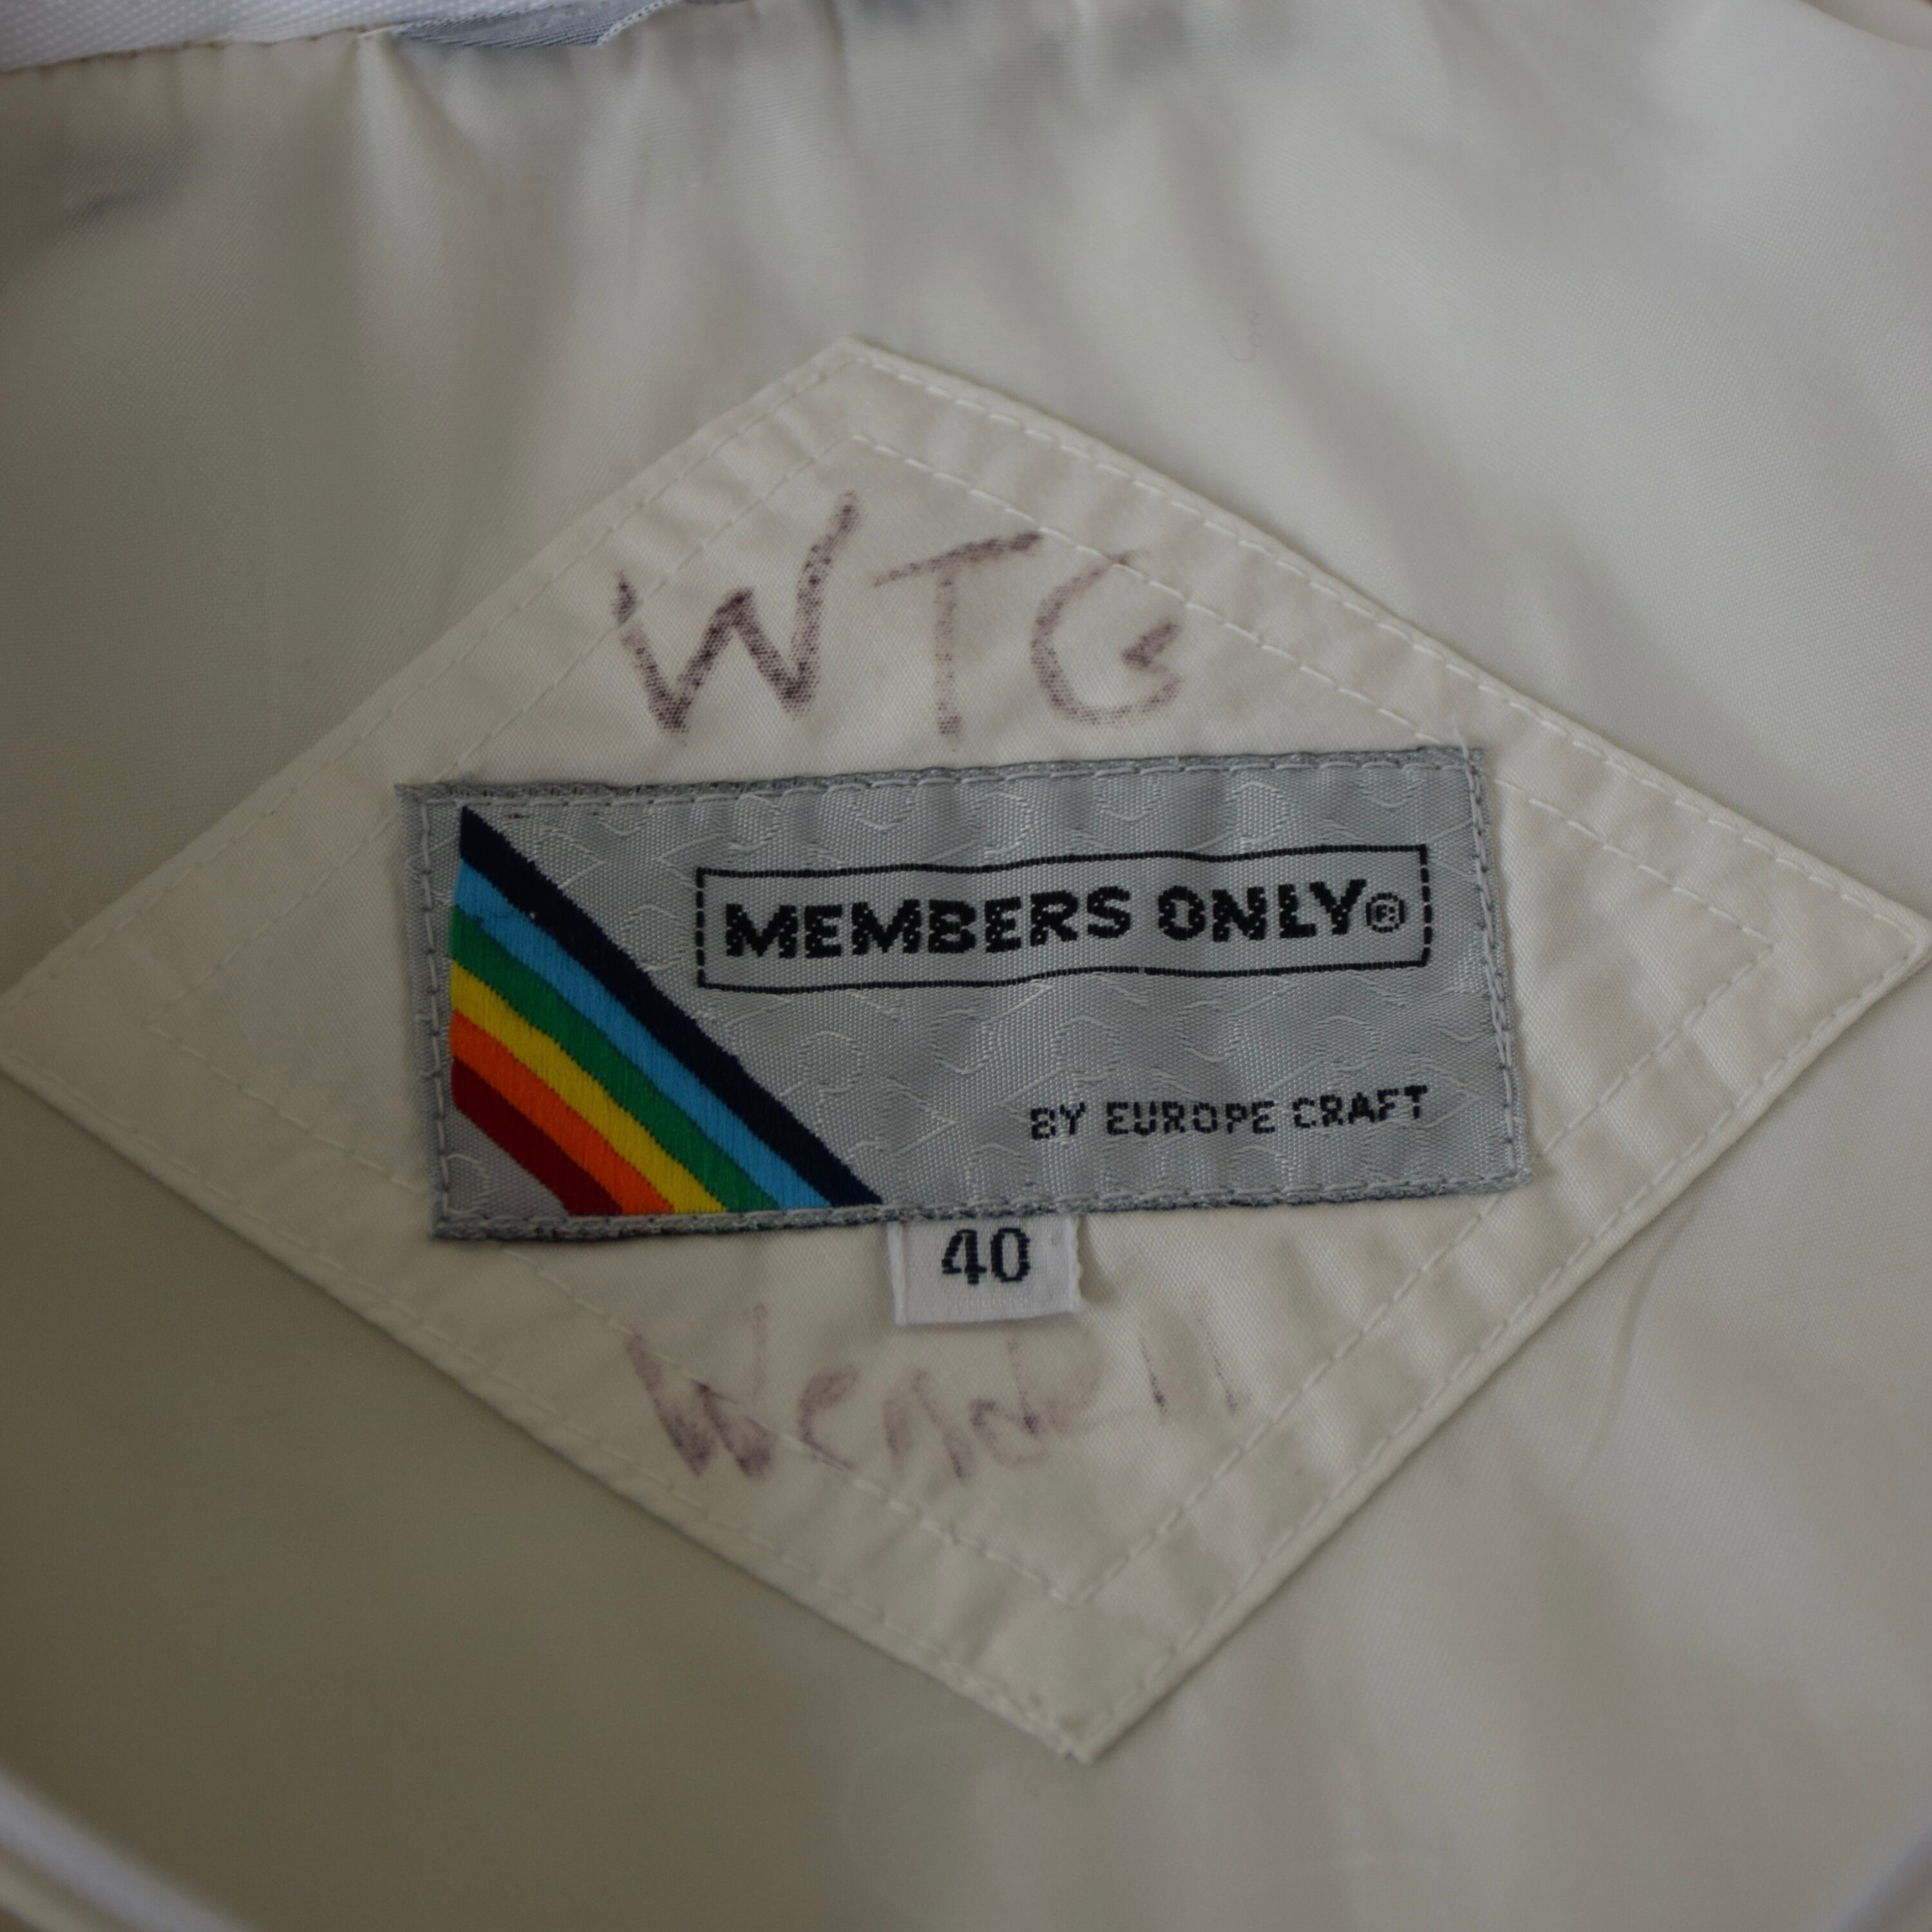 WTG
MEMBERS ONLY®
BY EUROPE CRAFT
40
Wendell